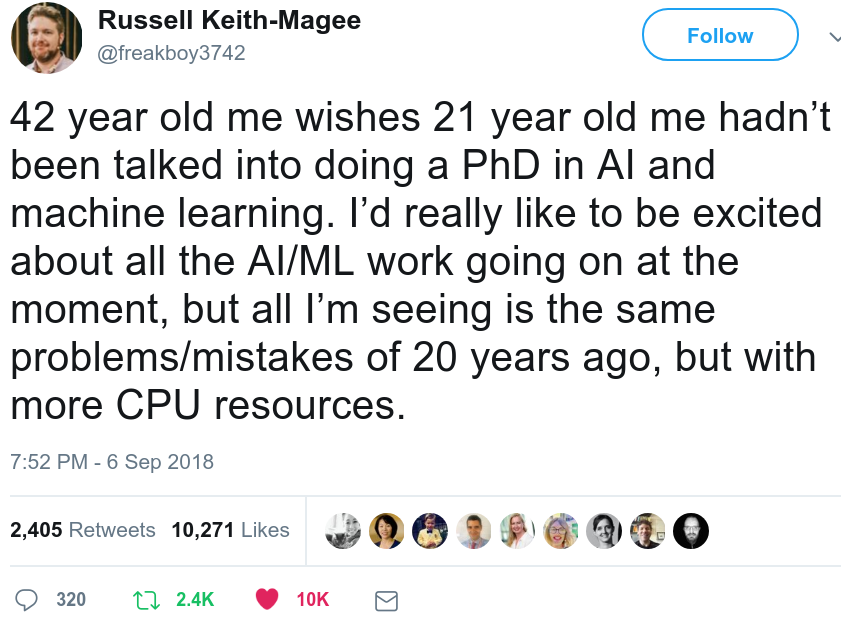 Russell Keith-Magee
@freakboy3742
Follow
42 year old me wishes 21 year old me hadn’t
been talked into doing a PhD in AI and
machine learning. I’d really like to be excited
about all the AI/ML work going on at the
moment, but all I’m seeing is the same
problems/mistakes of 20 years ago, but with
more CPU resources.
7:52 PM - 6 Sep 2018
2,405 Retweets 10,271 Likes
320 2.4K 10K